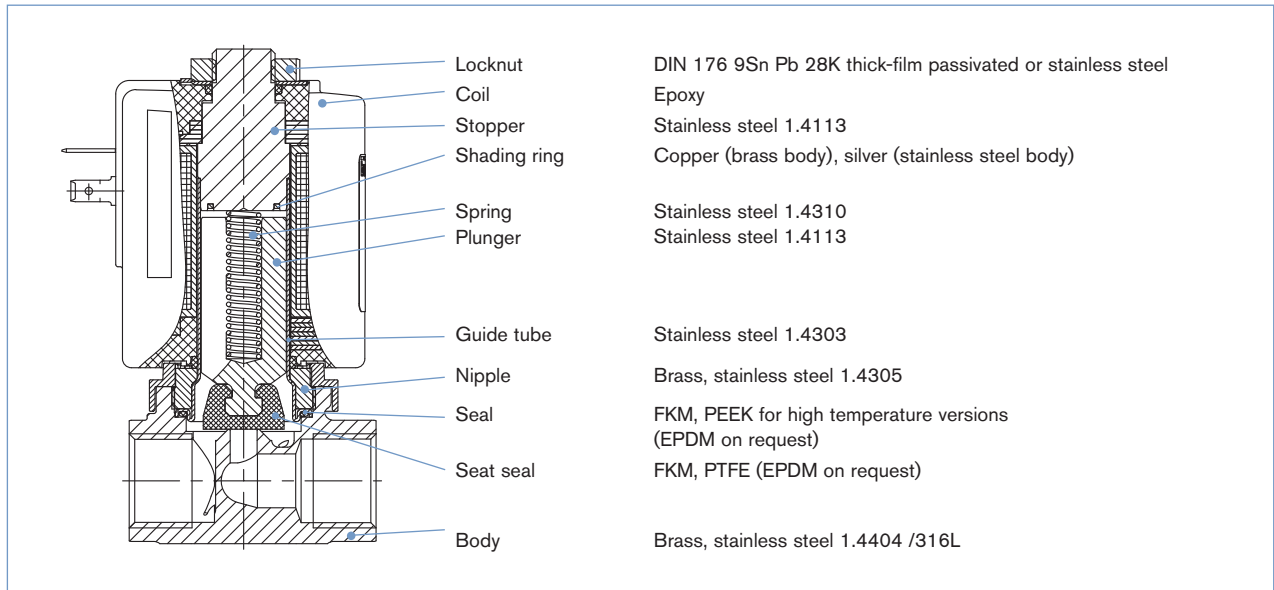 Locknut DIN 176 9Sn Pb 28K thick-film passivated or stainless steel
Coil Epoxy
Stopper Stainless steel 1.4113
Shading ring Copper (brass body), silver (stainless steel body)
Spring Stainless steel 1.4310
Plunger Stainless steel 1.4113
Guide tube Stainless steel 1.4303
Nipple Brass, stainless steel 1.4305
Seal FKM, PEEK for high temperature versions
(EPDM on request)
Seat seal FKM, PTFE (EPDM on request)
Body Brass, stainless steel 1.4404 /316L